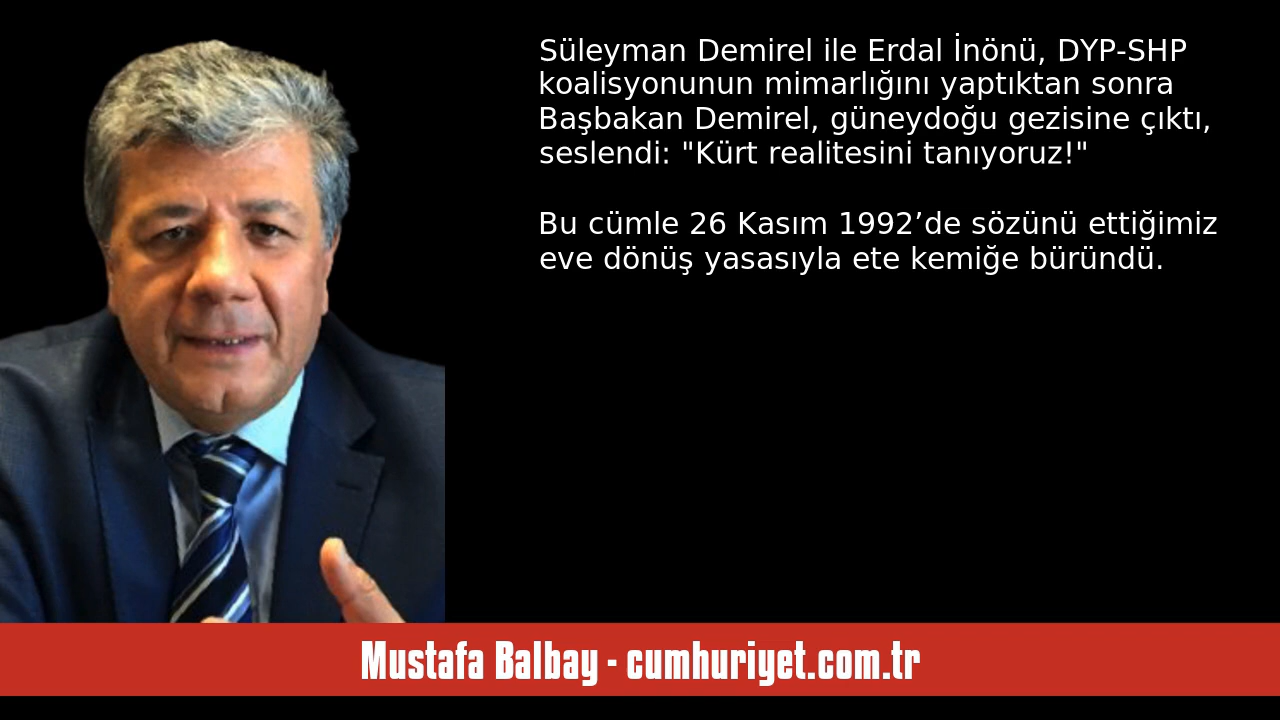 Süleyman Demirel ile Erdal İnönü, DYP-SHP
koalisyonunun mimarlığını yaptıktan sonra
Başbakan Demirel, güneydoğu gezisine çıktı,
seslendi: "Kürt realitesini tanıyoruz!"
Bu cümle 26 Kasım 1992’de sözünü ettiğimiz
eve dönüş yasasıyla ete kemiğe büründü.
Mustafa Balbay - cumhuriyet.com.tr